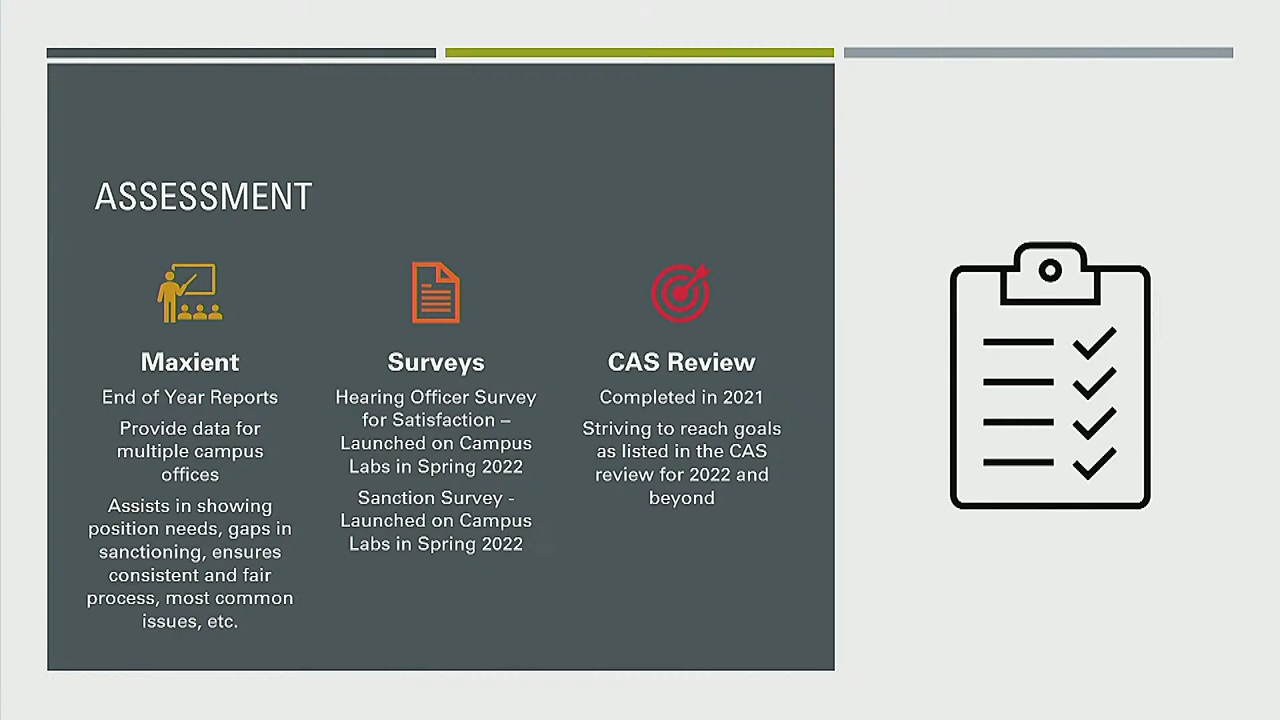 ASSESSMENT
Maxient
End of Year Reports
Provide data for
multiple campus
offices
Assists in showing
position needs, gaps in
sanctioning, ensures
consistent and fair
process, most common
issues, etc.
Surveys
Hearing Officer Survey
for Satisfaction –
Launched on Campus
Labs in Spring 2022
Sanction Survey -
Launched on Campus
Labs in Spring 2022
CAS Review
Completed in 2021
Striving to reach goals
as listed in the CAS
review for 2022 and
beyond